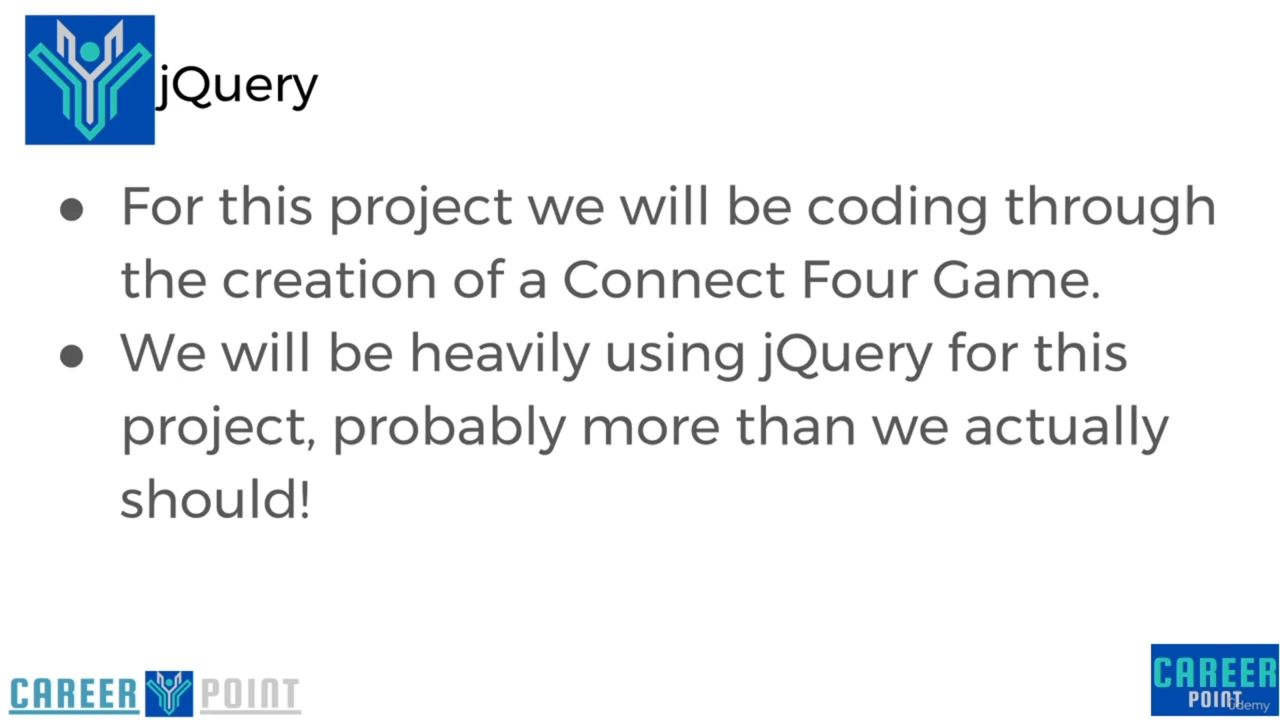 jQuery
● For this project we will be coding through
the creation of a Connect Four Game.
● We will be heavily using jQuery for this
project, probably more than we actually
should!
CAREER POINT
CAREER
POINT
ûdemy